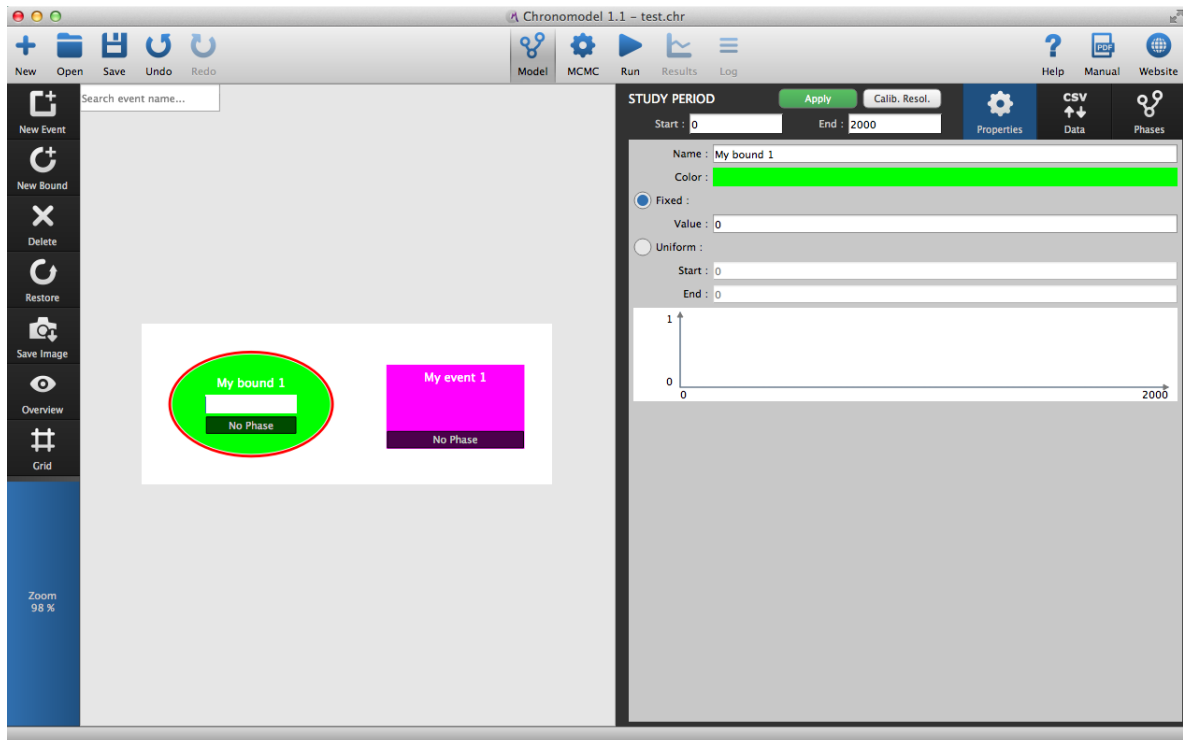 Chronomodel 1.1 – test.chr
New Open Save Undo Redo Model MCMC Run Results Log Help Manual Website
PDF
New Event
New Bound
Delete
Restore
Save Image
Overview
Grid
Zoom
98 %
Search event name...
My bound 1
No Phase
My event 1
No Phase
STUDY PERIOD Apply Calib. Resol.
Start : 0 End : 2000
Properties
CSV
Data
Phases
Name : My bound 1
Color :
Fixed :
Value : 0
Uniform :
Start : 0
End : 0
1
0
0 2000